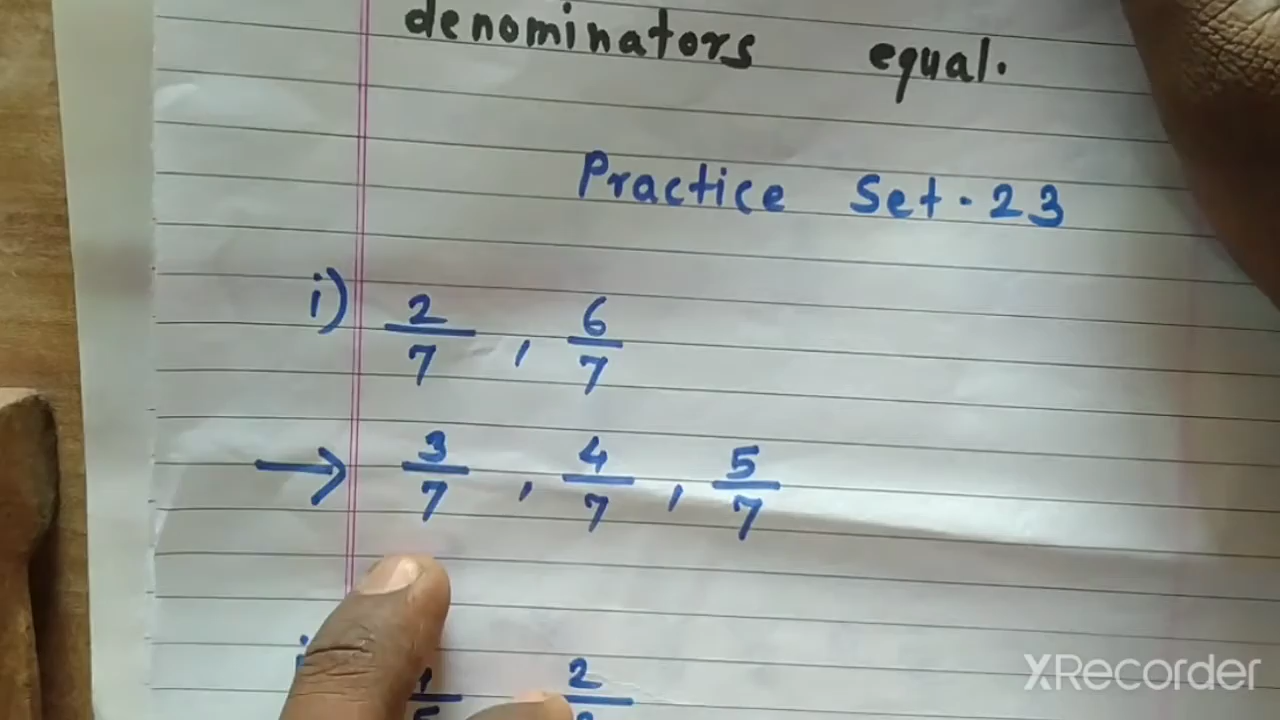 denominators equal.
Practice Set - 23
i) 2/7 , 6/7
→ 3/7 , 4/7 , 5/7
2
XRecorder